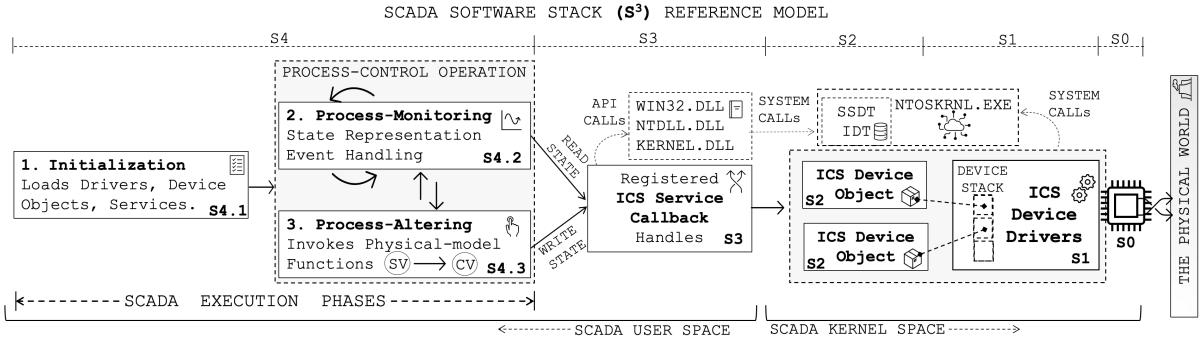 SCADA SOFTWARE STACK (S³) REFERENCE MODEL
S4
S3
S2
S1
S0
PROCESS-CONTROL OPERATION
1. Initialization
Loads Drivers, Device
Objects, Services.
S4.1
2. Process-Monitoring
State Representation
Event Handling
S4.2
3. Process-Altering
Invokes Physical-model
Functions SV CV
S4.3
READ
STATE
WRITE
STATE
API
CALLs
WIN32.DLL
NTDLL.DLL
KERNEL.DLL
Registered
ICS Service
Callback
Handles
S3
SYSTEM
CALLs
SSDT
IDT
NTOSKRNL.EXE
SYSTEM
CALLs
ICS Device
Object
S2
ICS Device
Object
S2
DEVICE
STACK
ICS
Device
Drivers
S1
S0
THE PHYSICAL WORLD
SCADA EXECUTION PHASES
SCADA USER SPACE
SCADA KERNEL SPACE